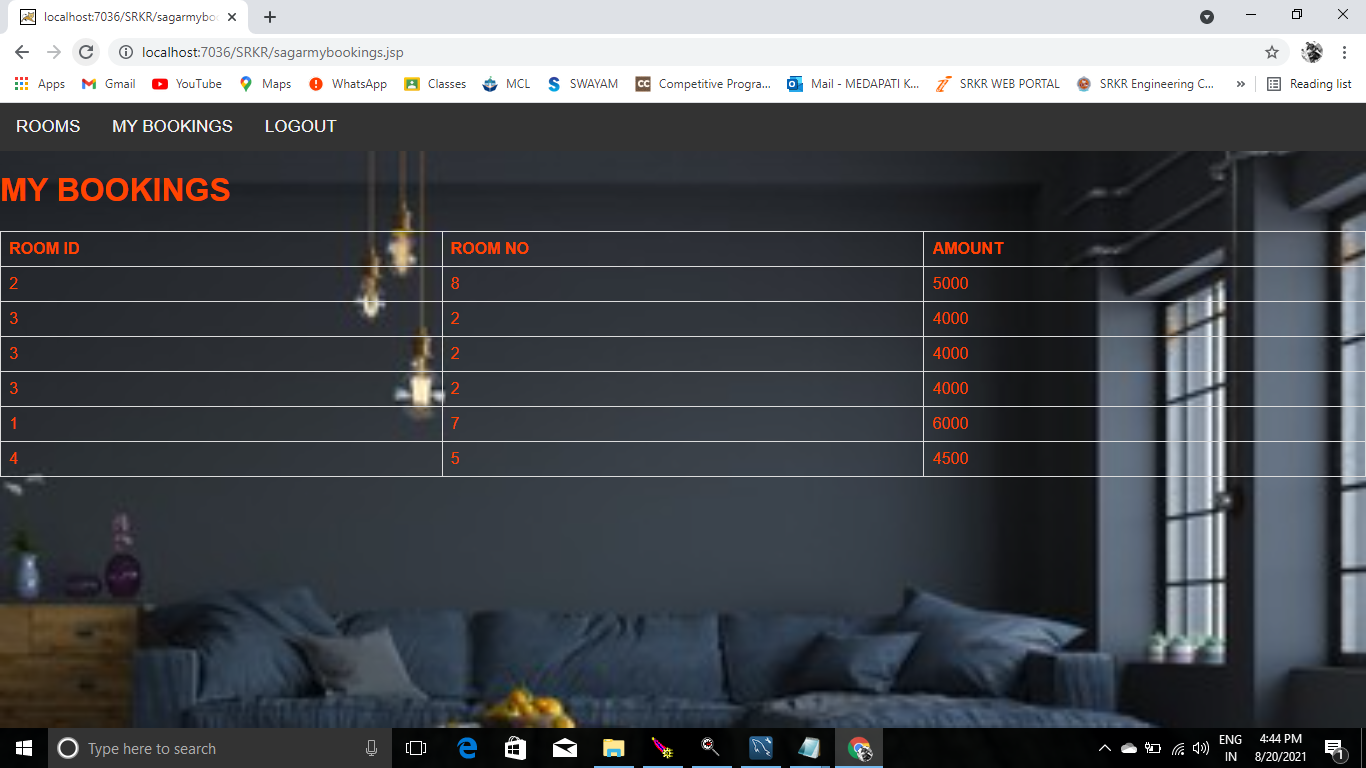 localhost:7036/SRKR/sagarmybo
localhost:7036/SRKR/sagarmybookings.jsp
Apps Gmail YouTube Maps WhatsApp Classes MCL SWAYAM CC Competitive Progra... Mail - MEDAPATI K... SRKR WEB PORTAL SRKR Engineering C... » Reading list
ROOMS MY BOOKINGS LOGOUT
MY BOOKINGS
ROOM ID ROOM NO AMOUNT
2 8 5000
3 2 4000
3 2 4000
3 2 4000
1 7 6000
4 5 4500
Type here to search
ENG
IN
4:44 PM
8/20/2021
1